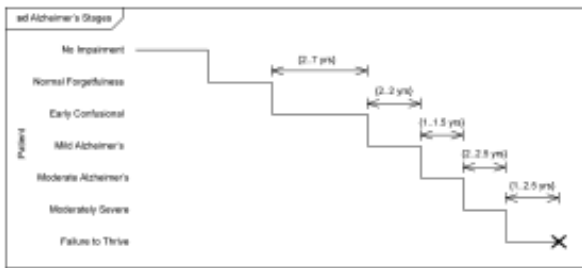 sd Alzheimer's Stages
No Impairment
Normal Forgetfulness
{2..7 yrs}
Early Confusional
{2..2 yrs}
Mild Alzheimer's
{1..1.5 yrs}
Moderate Alzheimer's
{2..2.5 yrs}
Moderately Severe
{1..2.5 yrs}
Failure to Thrive
Patient